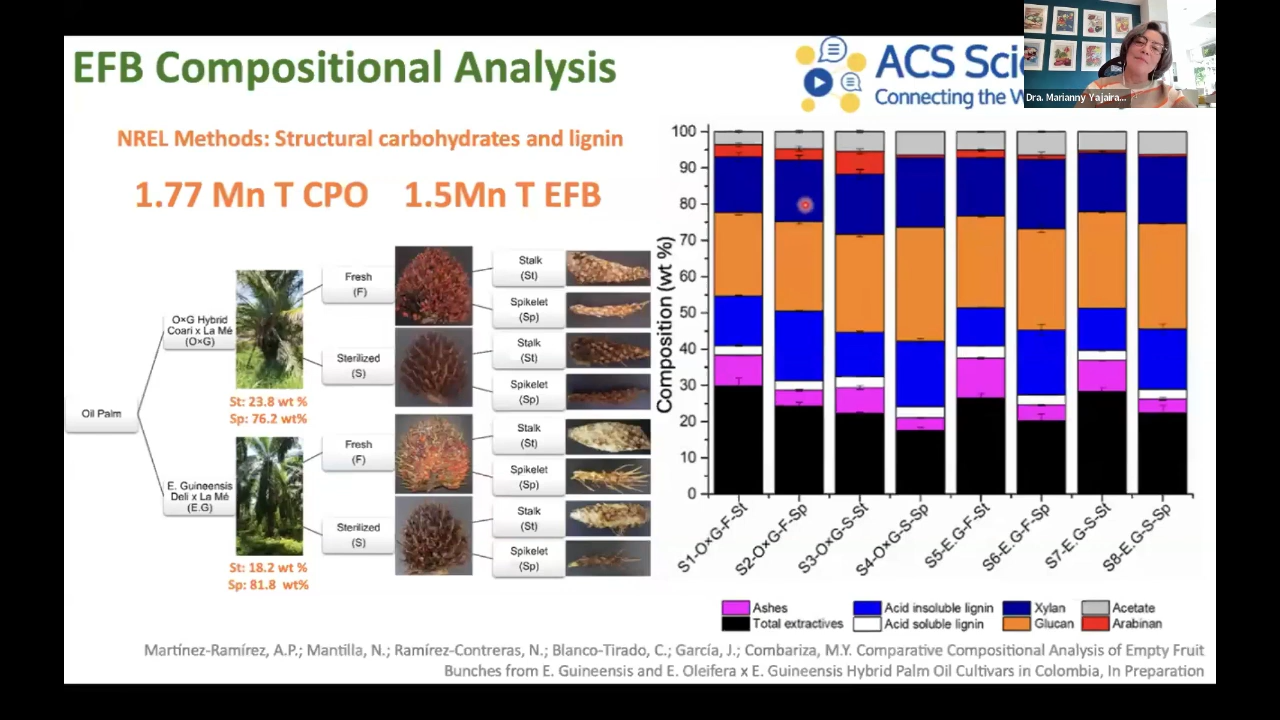 EFB Compositional Analysis
ACS Sci
Connecting the W
Dra. Marianny Yajaira...
NREL Methods: Structural carbohydrates and lignin
1.77 Mn T CPO 1.5Mn T EFB
Oil Palm
O×G Hybrid
Coari x La Mé
(O×G)
St: 23.8 wt %
Sp: 76.2 wt%
E. Guineensis
Deli x La Mé
(E.G)
St: 18.2 wt %
Sp: 81.8 wt%
Fresh
(F)
Sterilized
(S)
Fresh
(F)
Sterilized
(S)
Stalk
(St)
Spikelet
(Sp)
Stalk
(St)
Spikelet
(Sp)
Stalk
(St)
Spikelet
(Sp)
Stalk
(St)
Spikelet
(Sp)
Composition (wt %)
100
90
80
70
60
50
40
30
20
10
0
S1-O×G-F-St
S2-O×G-F-Sp
S3-O×G-S-St
S4-O×G-S-Sp
S5-E.G-F-St
S6-E.G-F-Sp
S7-E.G-S-St
S8-E.G-S-Sp
Ashes Acid insoluble lignin Xylan Acetate
Total extractives Acid soluble lignin Glucan Arabinan
Martínez-Ramírez, A.P.; Mantilla, N.; Ramírez-Contreras, N.; Blanco-Tirado, C.; García, J.; Combariza, M.Y. Comparative Compositional Analysis of Empty Fruit
Bunches from E. Guineensis and E. Oleifera x E. Guineensis Hybrid Palm Oil Cultivars in Colombia, In Preparation